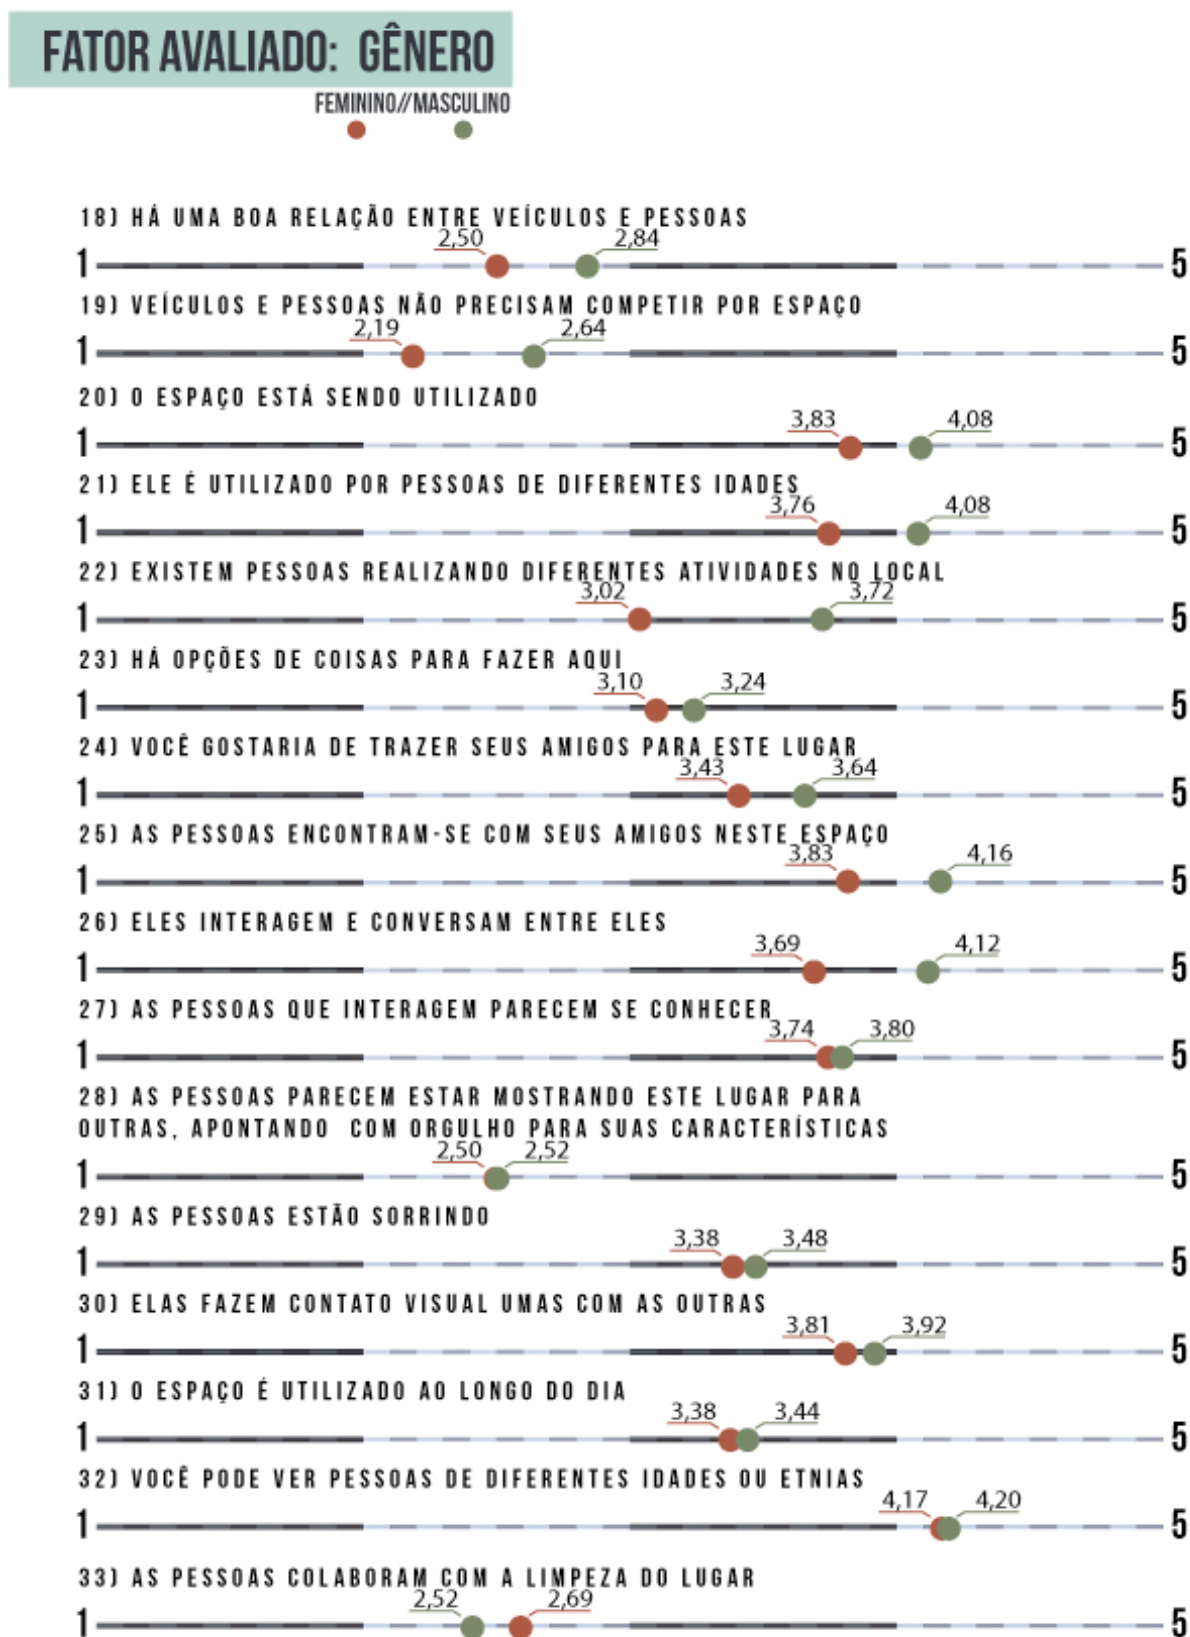 FATOR AVALIADO: GÊNERO
FEMININO//MASCULINO
18) HÁ UMA BOA RELAÇÃO ENTRE VEÍCULOS E PESSOAS
2,50 2,84
1 5
19) VEÍCULOS E PESSOAS NÃO PRECISAM COMPETIR POR ESPAÇO
2,19 2,64
1 5
20) O ESPAÇO ESTÁ SENDO UTILIZADO
3,83 4,08
1 5
21) ELE É UTILIZADO POR PESSOAS DE DIFERENTES IDADES
3,76 4,08
1 5
22) EXISTEM PESSOAS REALIZANDO DIFERENTES ATIVIDADES NO LOCAL
3,02 3,72
1 5
23) HÁ OPÇÕES DE COISAS PARA FAZER AQUI
3,10 3,24
1 5
24) VOCÊ GOSTARIA DE TRAZER SEUS AMIGOS PARA ESTE LUGAR
3,43 3,64
1 5
25) AS PESSOAS ENCONTRAM-SE COM SEUS AMIGOS NESTE ESPAÇO
3,83 4,16
1 5
26) ELES INTERAGEM E CONVERSAM ENTRE ELES
3,69 4,12
1 5
27) AS PESSOAS QUE INTERAGEM PARECEM SE CONHECER
3,74 3,80
1 5
28) AS PESSOAS PARECEM ESTAR MOSTRANDO ESTE LUGAR PARA
OUTRAS, APONTANDO COM ORGULHO PARA SUAS CARACTERÍSTICAS
2,50 2,52
1 5
29) AS PESSOAS ESTÃO SORRINDO
3,38 3,48
1 5
30) ELAS FAZEM CONTATO VISUAL UMAS COM AS OUTRAS
3,81 3,92
1 5
31) O ESPAÇO É UTILIZADO AO LONGO DO DIA
3,38 3,44
1 5
32) VOCÊ PODE VER PESSOAS DE DIFERENTES IDADES OU ETNIAS
4,17 4,20
1 5
33) AS PESSOAS COLABORAM COM A LIMPEZA DO LUGAR
2,52 2,69
1 5